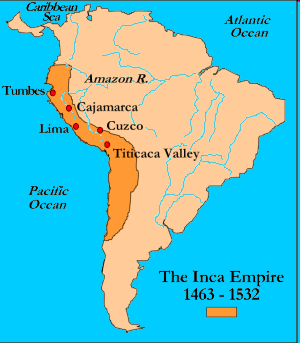 Caribbean
Sea
Atlantic
Ocean
Amazon R.
Tumbes
Cajamarca
Lima
Cuzco
Titicaca Valley
Pacific
Ocean
The Inca Empire
1463 - 1532